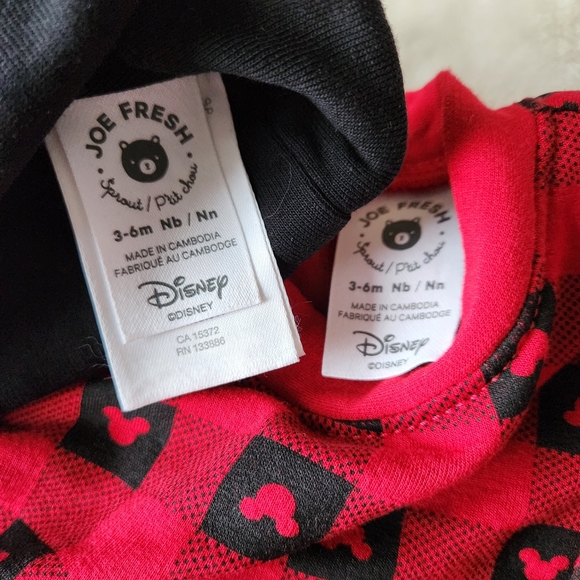 JOE FRESH
Sprout / P'tit chou
3-6m Nb / Nn
MADE IN CAMBODIA
FABRIQUÉ AU CAMBODGE
Disney
©DISNEY
CA 15372
RN 133886
JOE FRESH
Sprout / P'tit chou
3-6m Nb / Nn
MADE IN CAMBODIA
FABRIQUÉ AU CAMBODGE
Disney
©DISNEY